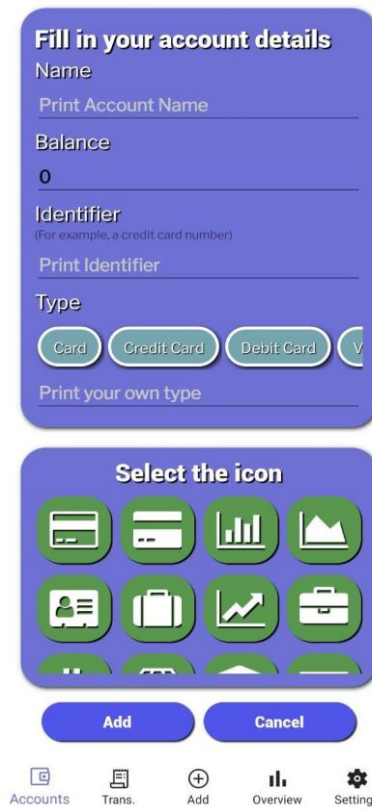 Fill in your account details
Name
Print Account Name
Balance
0
Identifier
(For example, a credit card number)
Print Identifier
Type
Card Credit Card Debit Card V
Print your own type
Select the icon
Add Cancel
Accounts Trans. Add Overview Setting